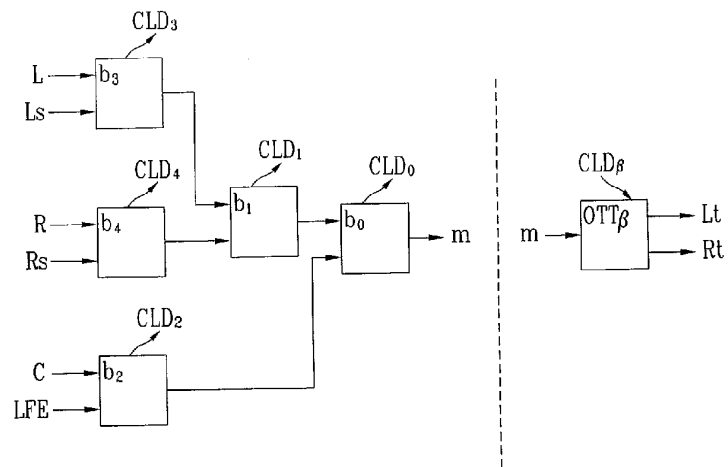 CLD₃
L
b₃
Ls
CLD₄
R
b₄
Rs
CLD₁
b₁
CLD₀
b₀
m
CLD₂
C
b₂
LFE
CLDᵦ
m
OTTᵦ
Lt
Rt